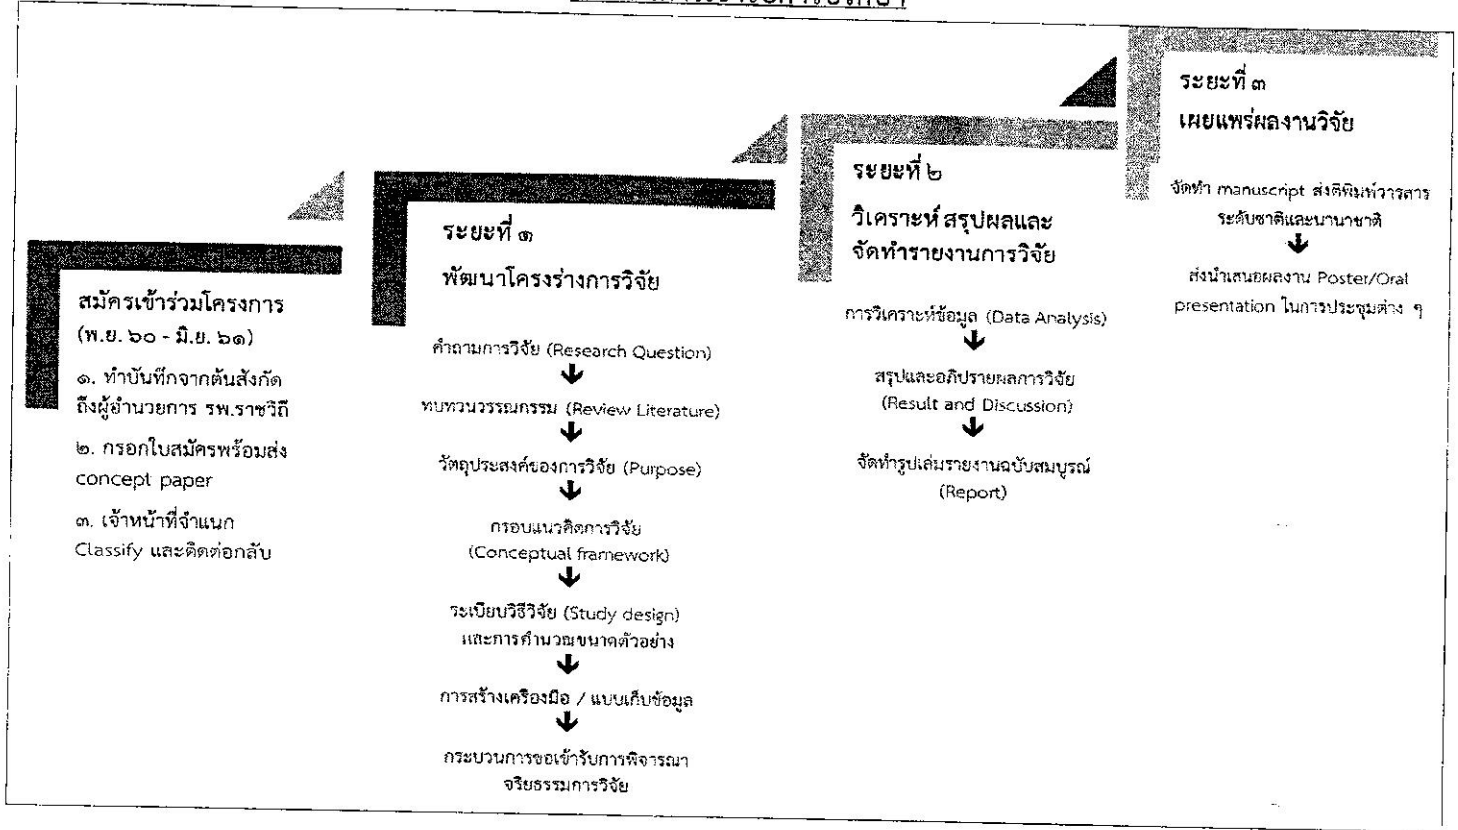 สมัครเข้าร่วมโครงการ
(พ.ย. ๖๐ - มิ.ย. ๖๑)
๑. ทำบันทึกจากต้นสังกัด
ถึงผู้อำนวยการ รพ.ราชวิถี
๒. กรอกใบสมัครพร้อมส่ง
concept paper
๓. เจ้าหน้าที่จำแนก
Classify และติดต่อกลับ
ระยะที่ ๑
พัฒนาโครงร่างการวิจัย
คำถามการวิจัย (Research Question)
ทบทวนวรรณกรรม (Review Literature)
วัตถุประสงค์ของการวิจัย (Purpose)
กรอบแนวคิดการวิจัย
(Conceptual framework)
ระเบียบวิธีวิจัย (Study design)
และการคำนวณขนาดตัวอย่าง
การสร้างเครื่องมือ / แบบเก็บข้อมูล
กระบวนการขอเข้ารับการพิจารณา
จริยธรรมการวิจัย
ระยะที่ ๒
วิเคราะห์ สรุปผลและ
จัดทำรายงานการวิจัย
การวิเคราะห์ข้อมูล (Data Analysis)
สรุปและอภิปรายผลการวิจัย
(Result and Discussion)
จัดทำรูปเล่มรายงานฉบับสมบูรณ์
(Report)
ระยะที่ ๓
เผยแพร่ผลงานวิจัย
จัดทำ manuscript ส่งตีพิมพ์วารสาร
ระดับชาติและนานาชาติ
ส่งนำเสนอผลงาน Poster/Oral
presentation ในการประชุมต่าง ๆ